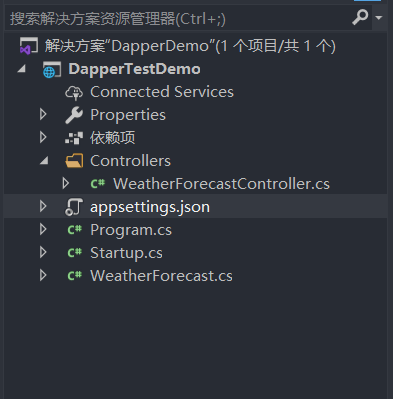 搜索解决方案资源管理器(Ctrl+;)
解决方案"DapperDemo"(1 个项目/共 1 个)
DapperTestDemo
Connected Services
Properties
依赖项
Controllers
C# WeatherForecastController.cs
appsettings.json
C# Program.cs
C# Startup.cs
C# WeatherForecast.cs